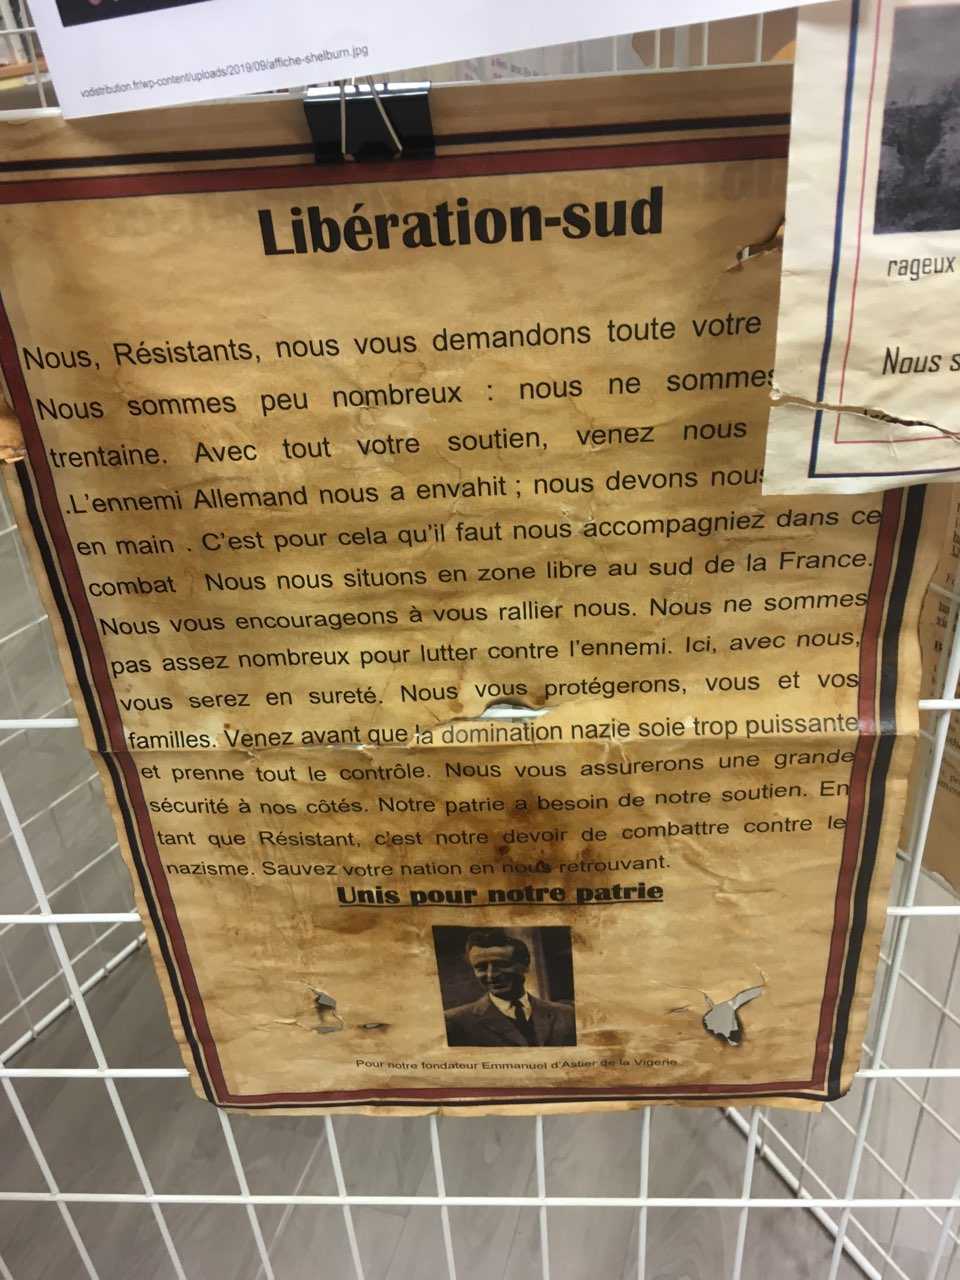 vodistribution.fr/wp-content/uploads/2019/09/affiche-shelburn.jpg
Libération-sud
Nous, Résistants, nous vous demandons toute votre
Nous sommes peu nombreux : nous ne sommes
trentaine. Avec tout votre soutien, venez nous
.L'ennemi Allemand nous a envahit ; nous devons nous
en main . C'est pour cela qu'il faut nous accompagniez dans ce
combat Nous nous situons en zone libre au sud de la France.
Nous vous encourageons à vous rallier nous. Nous ne sommes
pas assez nombreux pour lutter contre l'ennemi. Ici, avec nous,
vous serez en sureté. Nous vous protégerons, vous et vos
familles. Venez avant que la domination nazie soie trop puissante
et prenne tout le contrôle. Nous vous assurerons une grande
sécurité à nos côtés. Notre patrie a besoin de notre soutien. En
tant que Résistant, c'est notre devoir de combattre contre le
nazisme. Sauvez votre nation en nous retrouvant.
Unis pour notre patrie
Pour notre fondateur Emmanuel d'Astier de la Vigerie
rageux
Nous s